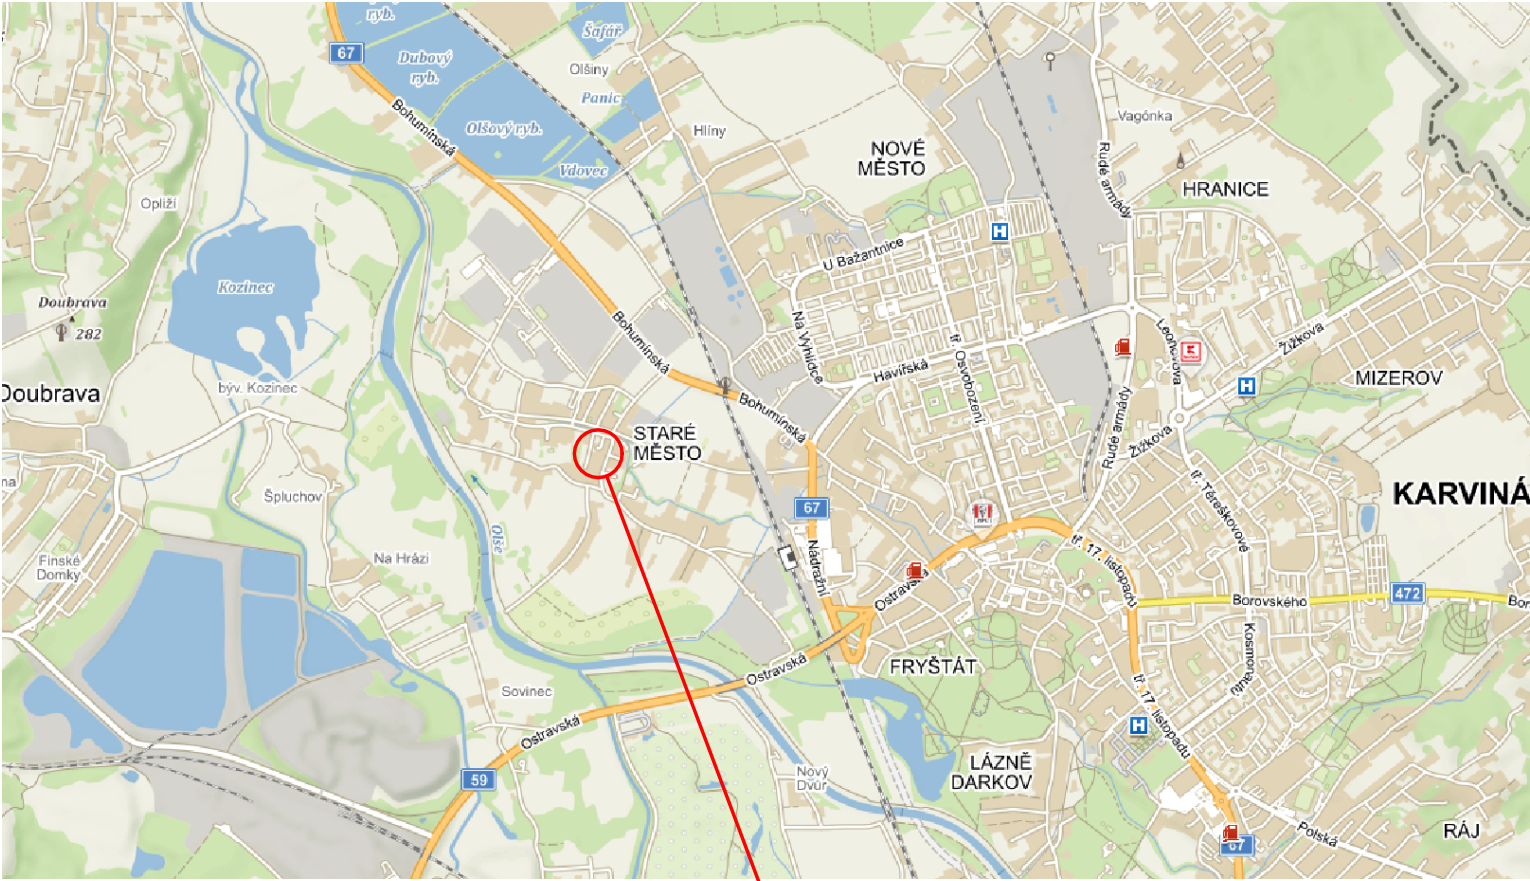 ryb.
67
Dubový
ryb.
Šafář
Olšiny
Panic
Bohumínská
Olšový ryb.
Hlíny
Vdovec
Vagónka
NOVÉ
MĚSTO
Rudé armády
HRANICE
Opliží
H
U Bažantnice
Kozinec
Doubrava
282
Bohumínská
Na Vyhlídce
tř. Osvobození
Leonovova
Žižkova
Havířská
MIZEROV
H
býv. Kozinec
Doubrava
Bohumínská
Rudé armády
STARÉ
MĚSTO
Žižkova
na
Špluchov
tř. Těreškovové
KARVINÁ
67
Olše
Nádražní
tř. 17. listopadu
Na Hrázi
Finské
Domky
Ostravská
472
Borovského
Bor
Kosmonautů
FRYŠTÁT
Ostravská
Sovinec
tř. 17. listopadu
Ostravská
H
LÁZNĚ
DARKOV
Nový
Dvůr
59
Polská
RÁJ
67